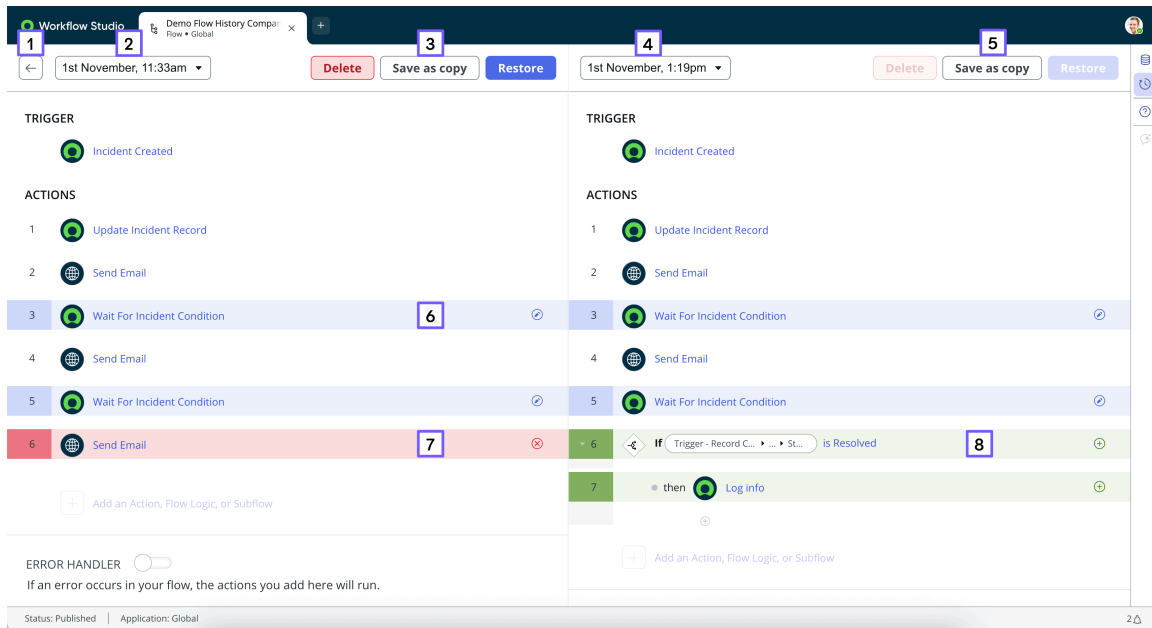 Workflow Studio
Demo Flow History Compar
Flow • Global
1
2
3
4
5
1st November, 11:33am
Delete
Save as copy
Restore
1st November, 1:19pm
Delete
Save as copy
Restore
TRIGGER
Incident Created
ACTIONS
1 Update Incident Record
2 Send Email
3 Wait For Incident Condition 6
4 Send Email
5 Wait For Incident Condition
6 Send Email 7
Add an Action, Flow Logic, or Subflow
ERROR HANDLER
If an error occurs in your flow, the actions you add here will run.
TRIGGER
Incident Created
ACTIONS
1 Update Incident Record
2 Send Email
3 Wait For Incident Condition
4 Send Email
5 Wait For Incident Condition
6 If Trigger - Record C... ... St... is Resolved 8
7 then Log info
Add an Action, Flow Logic, or Subflow
Status: Published Application: Global
2